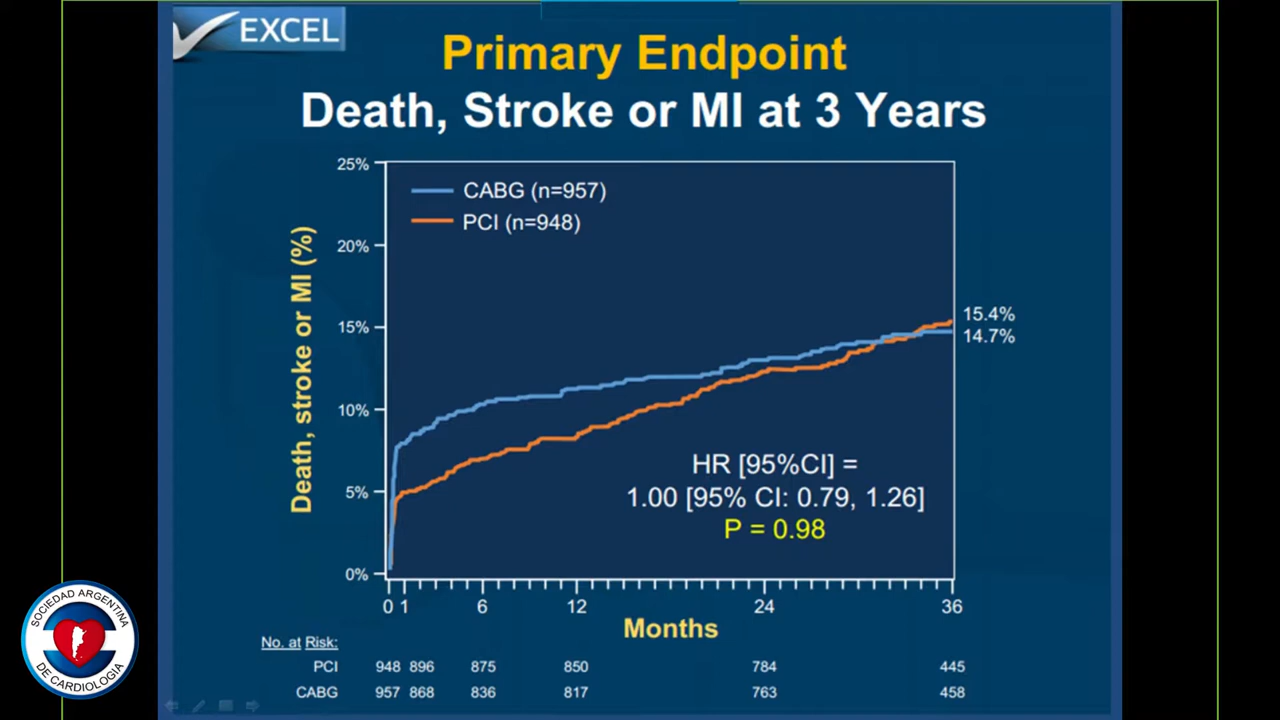 EXCEL
Primary Endpoint
Death, Stroke or MI at 3 Years
25%
20%
15%
10%
5%
0%
Death, stroke or MI (%)
CABG (n=957)
PCI (n=948)
15.4%
14.7%
HR [95%CI] =
1.00 [95% CI: 0.79, 1.26]
P = 0.98
0 1 6 12 24 36
Months
No. at Risk:
PCI 948 896 875 850 784 445
CABG 957 868 836 817 763 458
SOCIEDAD ARGENTINA
DE CARDIOLOGÍA